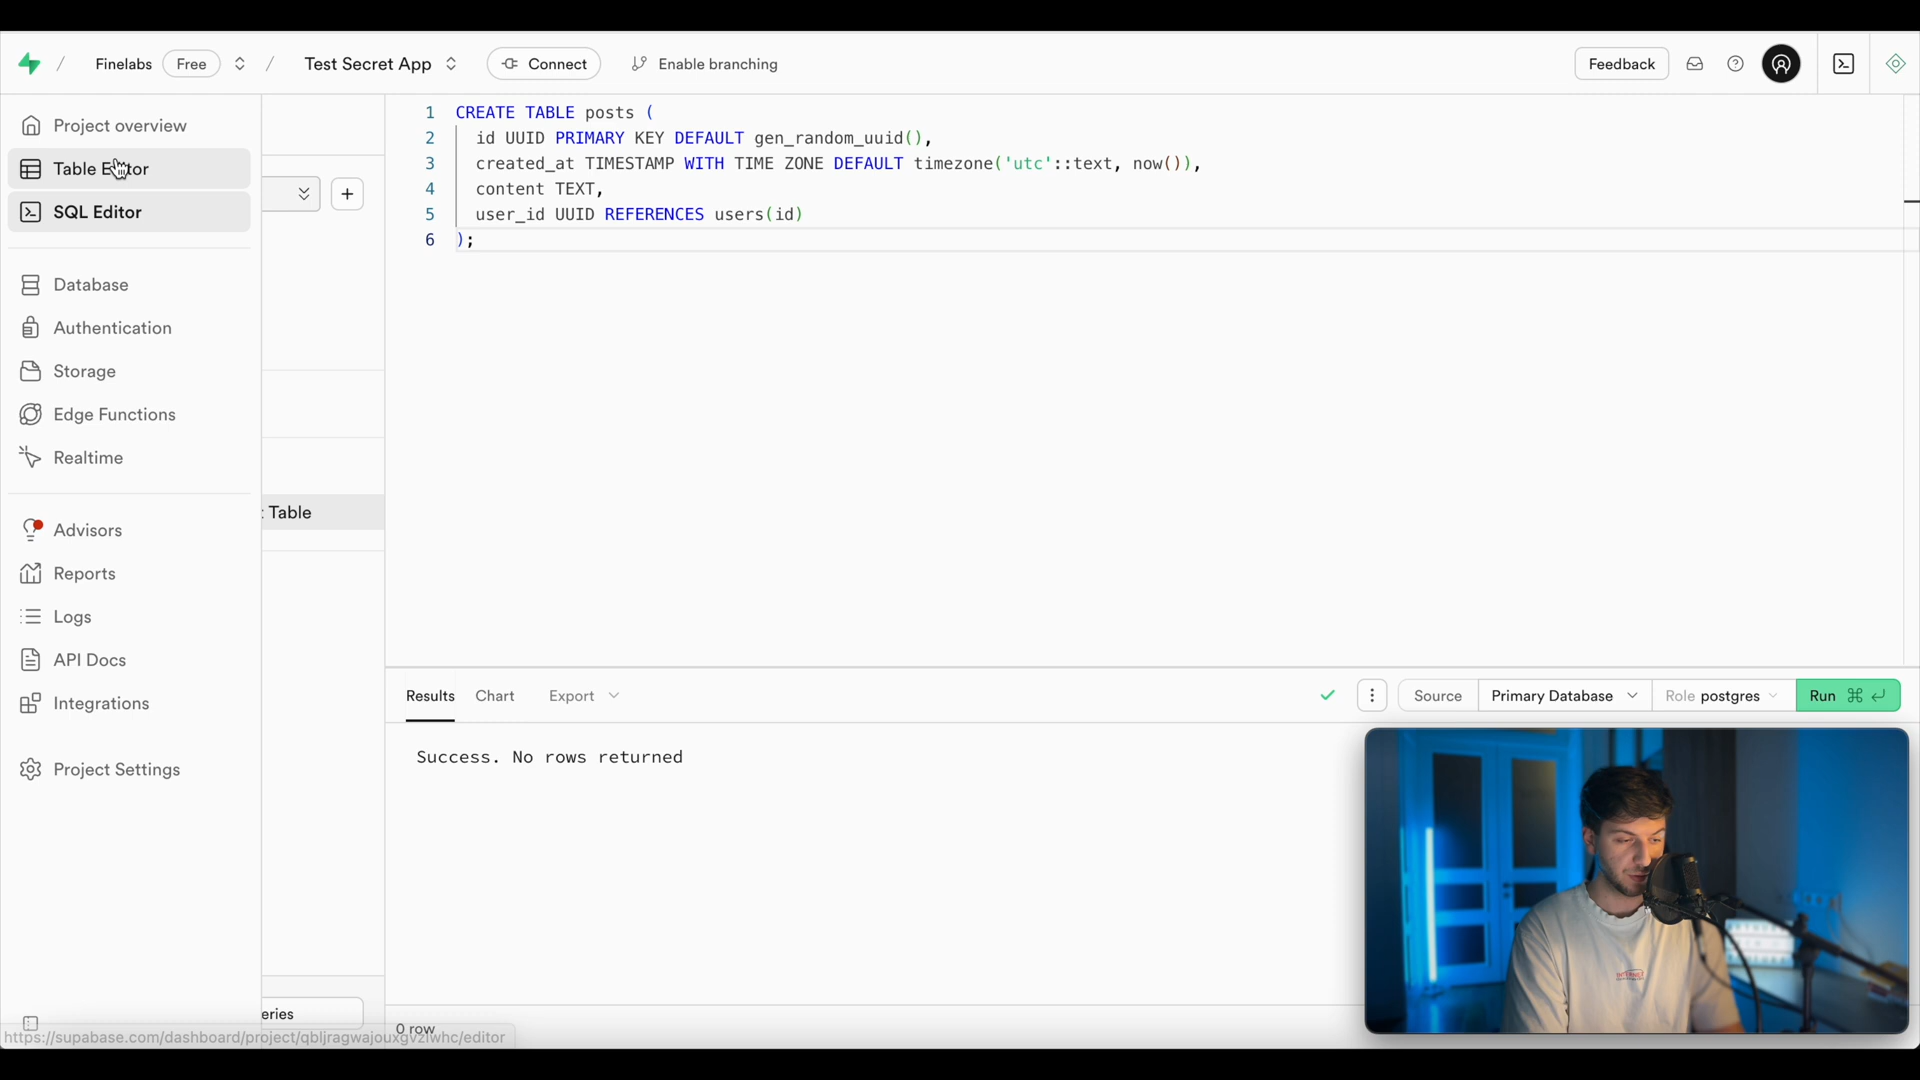 / Finelabs Free / Test Secret App Connect Enable branching Feedback
Project overview
Table Editor
SQL Editor
Database
Authentication
Storage
Edge Functions
Realtime
Advisors
Reports
Logs
API Docs
Integrations
Project Settings
Table
eries
1 CREATE TABLE posts (
2 id UUID PRIMARY KEY DEFAULT gen_random_uuid(),
3 created_at TIMESTAMP WITH TIME ZONE DEFAULT timezone('utc'::text, now()),
4 content TEXT,
5 user_id UUID REFERENCES users(id)
6 );
Results Chart Export Source Primary Database Role postgres Run ⌘ ↵
Success. No rows returned
0 row